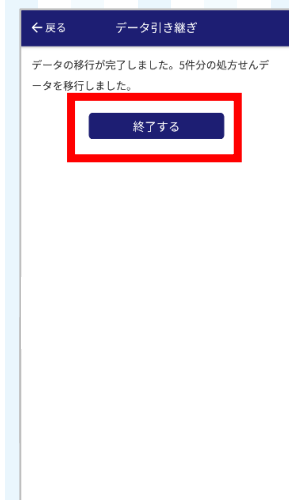 ←戻る データ引き継ぎ
データの移行が完了しました。5件分の処方せんデ
ータを移行しました。
終了する